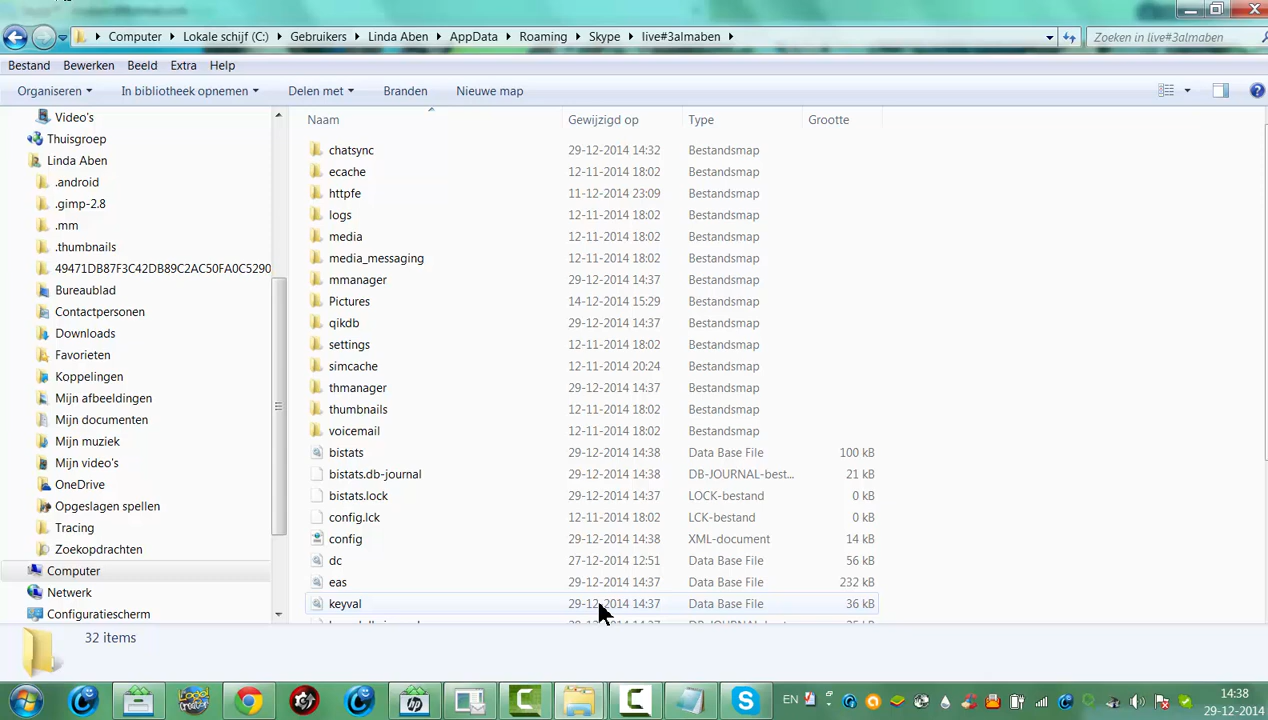 Computer Lokale schijf (C:) Gebruikers Linda Aben AppData Roaming Skype live#3almaben
Zoeken in live#3almaben
Bestand Bewerken Beeld Extra Help
Organiseren In bibliotheek opnemen Delen met Branden Nieuwe map
Naam Gewijzigd op Type Grootte
Video's
Thuisgroep
Linda Aben
.android
.gimp-2.8
.mm
.thumbnails
49471DB87F3C42DB89C2AC50FA0C5290
Bureaublad
Contactpersonen
Downloads
Favorieten
Koppelingen
Mijn afbeeldingen
Mijn documenten
Mijn muziek
Mijn video's
OneDrive
Opgeslagen spellen
Tracing
Zoekopdrachten
Computer
Netwerk
Configuratiescherm
chatsync 29-12-2014 14:32 Bestandsmap
ecache 12-11-2014 18:02 Bestandsmap
httpfe 11-12-2014 23:09 Bestandsmap
logs 12-11-2014 18:02 Bestandsmap
media 12-11-2014 18:02 Bestandsmap
media_messaging 12-11-2014 18:02 Bestandsmap
mmanager 29-12-2014 14:37 Bestandsmap
Pictures 14-12-2014 15:29 Bestandsmap
qikdb 29-12-2014 14:37 Bestandsmap
settings 12-11-2014 18:02 Bestandsmap
simcache 12-11-2014 20:24 Bestandsmap
thmanager 29-12-2014 14:37 Bestandsmap
thumbnails 12-11-2014 18:02 Bestandsmap
voicemail 12-11-2014 18:02 Bestandsmap
bistats 29-12-2014 14:38 Data Base File 100 kB
bistats.db-journal 29-12-2014 14:38 DB-JOURNAL-best... 21 kB
bistats.lock 29-12-2014 14:37 LOCK-bestand 0 kB
config.lck 12-11-2014 18:02 LCK-bestand 0 kB
config 29-12-2014 14:38 XML-document 14 kB
dc 27-12-2014 12:51 Data Base File 56 kB
eas 29-12-2014 14:37 Data Base File 232 kB
keyval 29-12-2014 14:37 Data Base File 36 kB
32 items
EN
14:38
29-12-2014